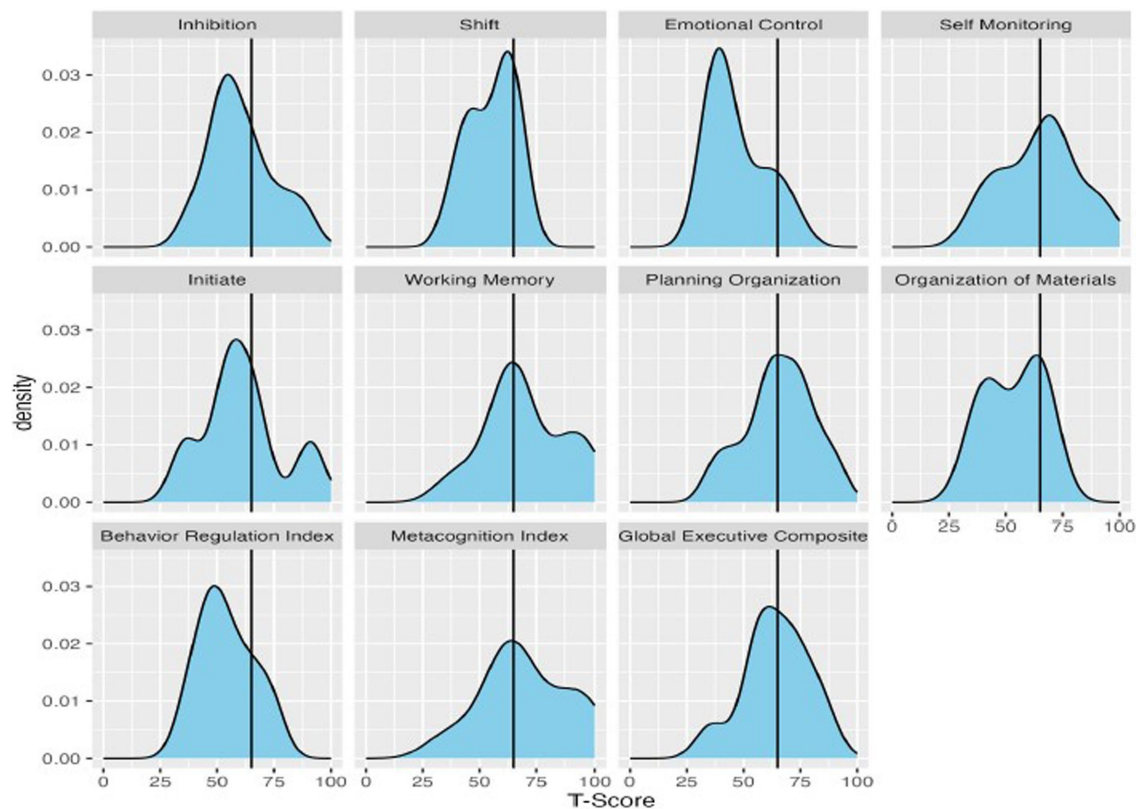 Inhibition Shift Emotional Control Self Monitoring
0.03
0.02
0.01
0.00
Initiate Working Memory Planning Organization Organization of Materials
0.03
0.02
0.01
0.00
0 25 50 75 100
density
Behavior Regulation Index Metacognition Index Global Executive Composite
0.03
0.02
0.01
0.00
0 25 50 75 100 0 25 50 75 100 0 25 50 75 100
T-Score